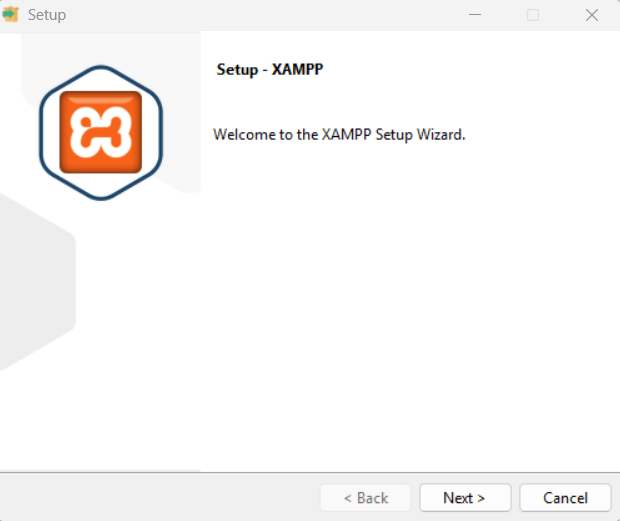 Setup
Setup - XAMPP
Welcome to the XAMPP Setup Wizard.
< Back
Next >
Cancel